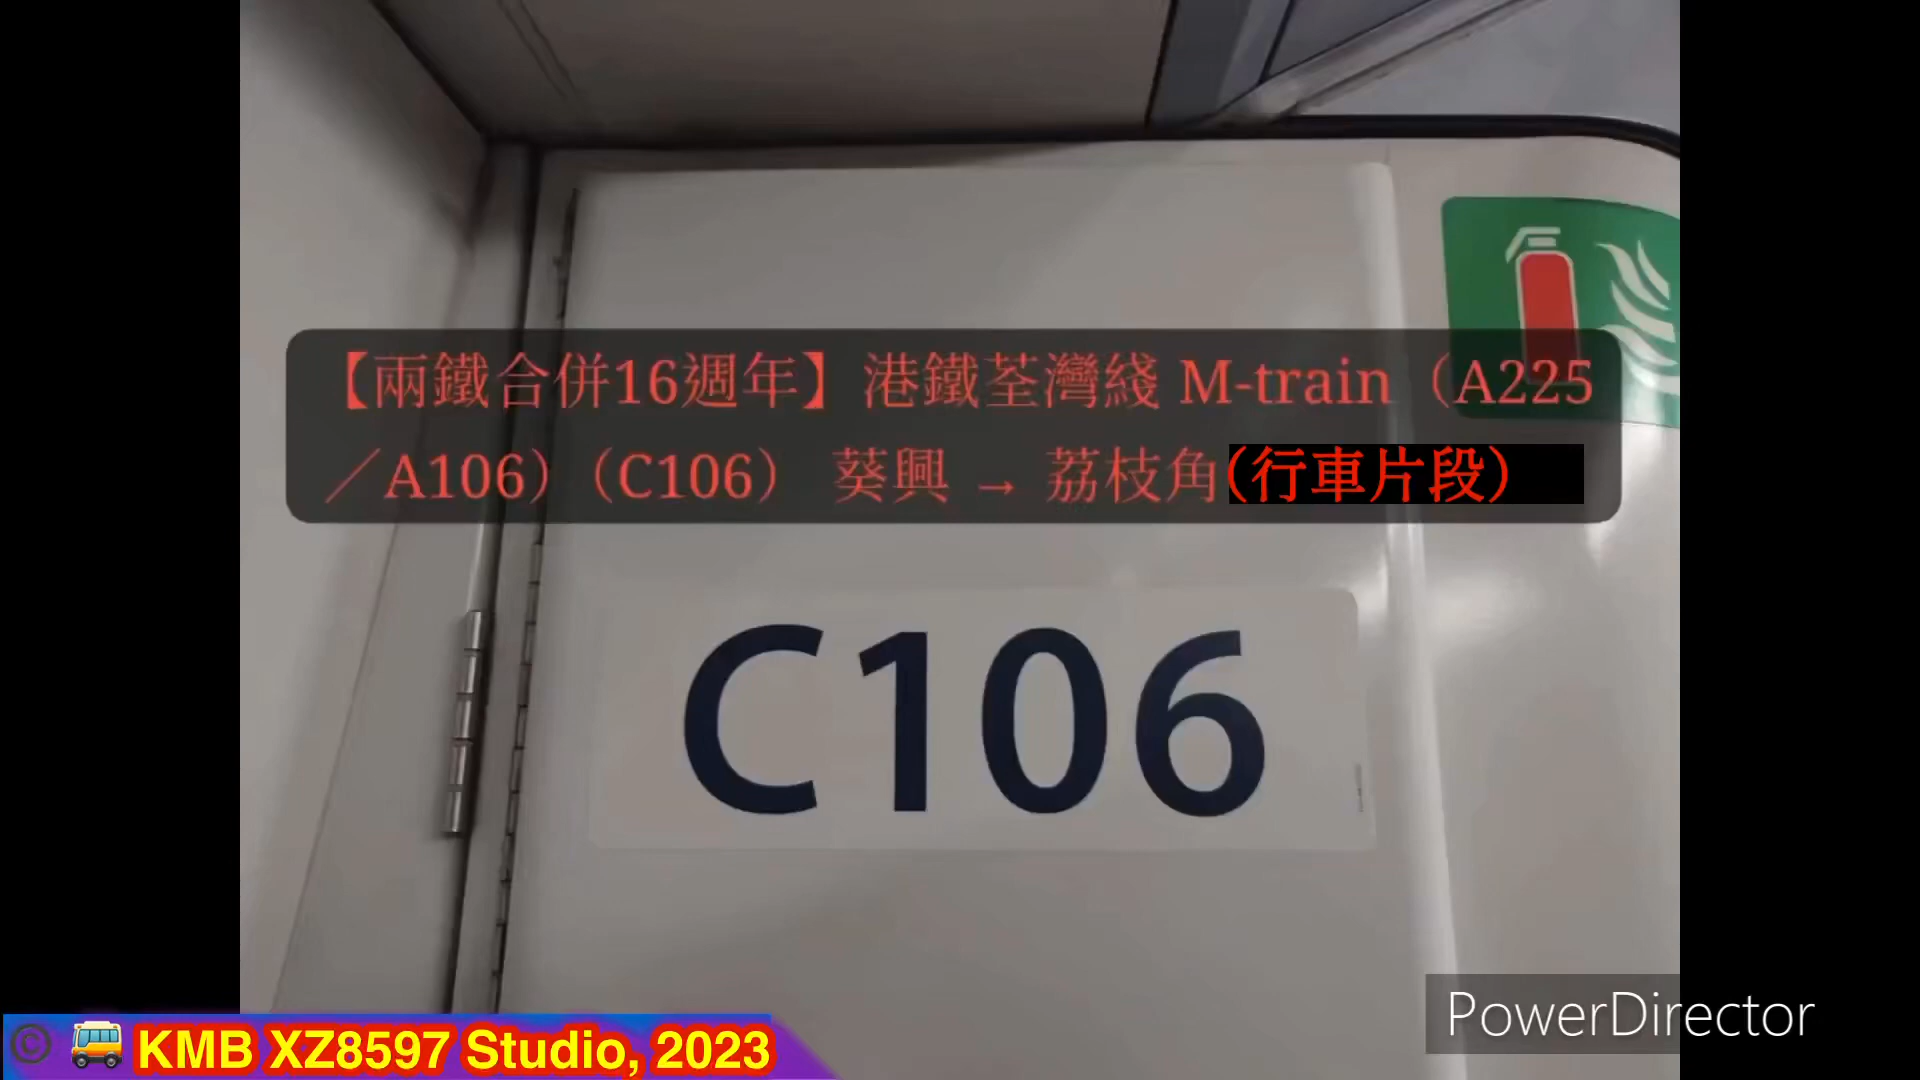 【兩鐵合併16週年】港鐵荃灣綫 M-train（A225
／A106）（C106） 葵興 → 荔枝角(行車片段）
C106
PowerDirector
© KMB XZ8597 Studio, 2023